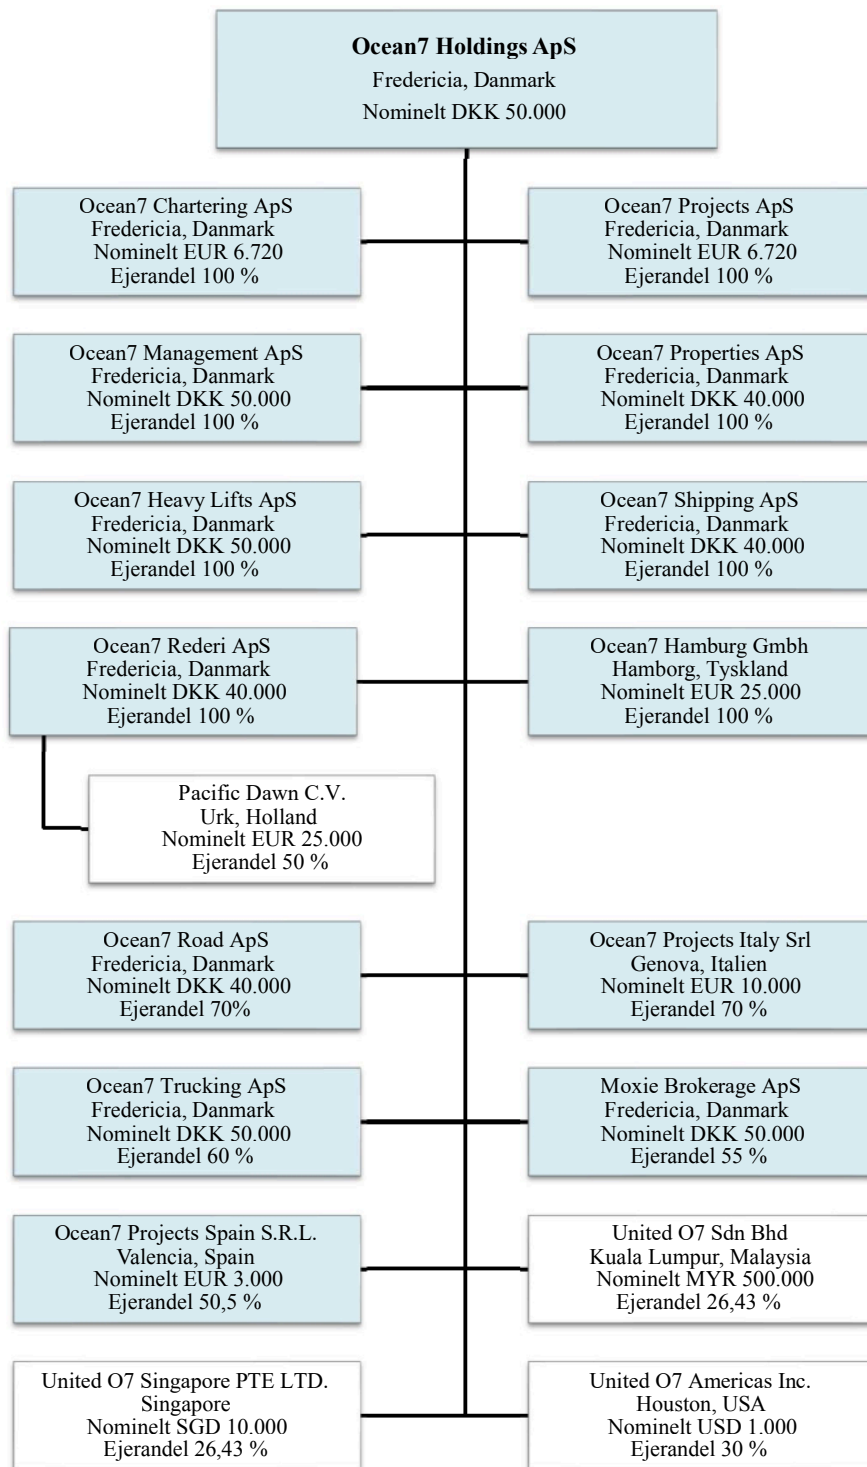 Ocean7 Holdings ApS
Fredericia, Danmark
Nominelt DKK 50.000
Ocean7 Chartering ApS
Fredericia, Danmark
Nominelt EUR 6.720
Ejerandel 100 %
Ocean7 Projects ApS
Fredericia, Danmark
Nominelt EUR 6.720
Ejerandel 100 %
Ocean7 Management ApS
Fredericia, Danmark
Nominelt DKK 50.000
Ejerandel 100 %
Ocean7 Properties ApS
Fredericia, Danmark
Nominelt DKK 40.000
Ejerandel 100 %
Ocean7 Heavy Lifts ApS
Fredericia, Danmark
Nominelt DKK 50.000
Ejerandel 100 %
Ocean7 Shipping ApS
Fredericia, Danmark
Nominelt DKK 40.000
Ejerandel 100 %
Ocean7 Rederi ApS
Fredericia, Danmark
Nominelt DKK 40.000
Ejerandel 100 %
Ocean7 Hamburg Gmbh
Hamborg, Tyskland
Nominelt EUR 25.000
Ejerandel 100 %
Pacific Dawn C.V.
Urk, Holland
Nominelt EUR 25.000
Ejerandel 50 %
Ocean7 Road ApS
Fredericia, Danmark
Nominelt DKK 40.000
Ejerandel 70%
Ocean7 Projects Italy Srl
Genova, Italien
Nominelt EUR 10.000
Ejerandel 70 %
Ocean7 Trucking ApS
Fredericia, Danmark
Nominelt DKK 50.000
Ejerandel 60 %
Moxie Brokerage ApS
Fredericia, Danmark
Nominelt DKK 50.000
Ejerandel 55 %
Ocean7 Projects Spain S.R.L.
Valencia, Spain
Nominelt EUR 3.000
Ejerandel 50,5 %
United O7 Sdn Bhd
Kuala Lumpur, Malaysia
Nominelt MYR 500.000
Ejerandel 26,43 %
United O7 Singapore PTE LTD.
Singapore
Nominelt SGD 10.000
Ejerandel 26,43 %
United O7 Americas Inc.
Houston, USA
Nominelt USD 1.000
Ejerandel 30 %